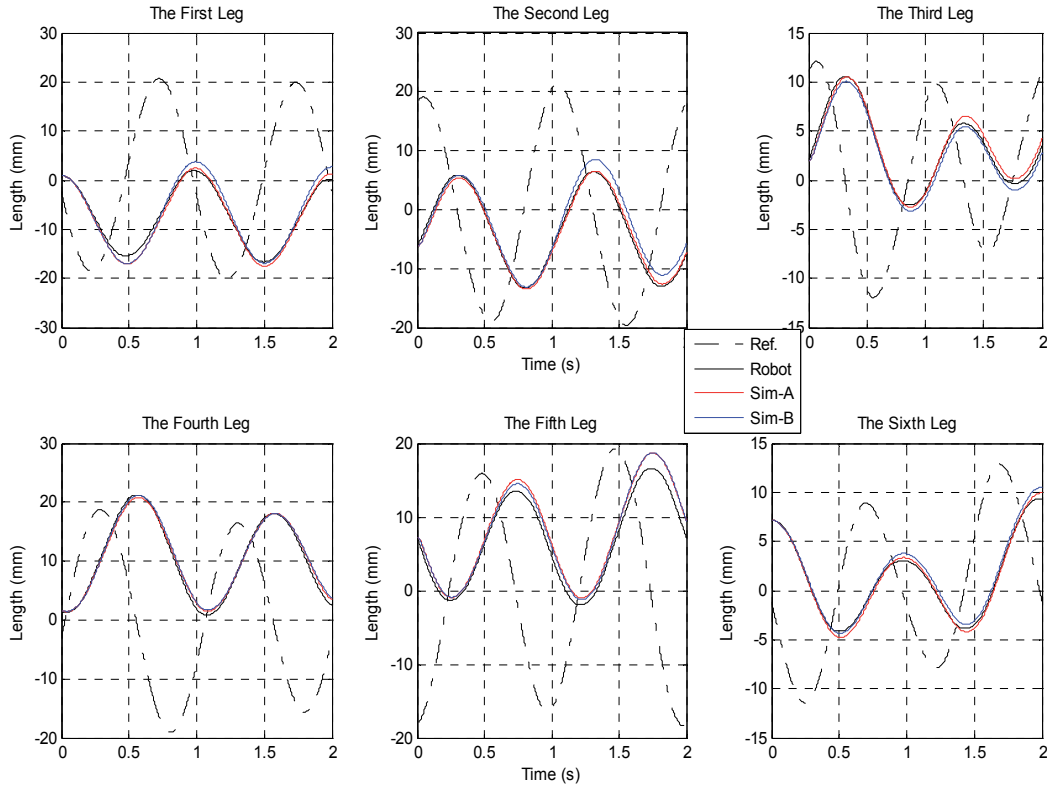 The First Leg
The Second Leg
The Third Leg
Length (mm)
30
20
10
0
-10
-20
-30
0 0.5 1 1.5 2
Length (mm)
30
20
10
0
-10
-20
0 0.5 1 1.5 2
Time (s)
Length (mm)
15
10
5
0
-5
-10
-15
0 0.5 1 1.5 2
Ref.
Robot
Sim-A
Sim-B
The Fourth Leg
The Fifth Leg
The Sixth Leg
Length (mm)
30
20
10
0
-10
-20
0 0.5 1 1.5 2
Length (mm)
20
10
0
-10
-20
0 0.5 1 1.5 2
Time (s)
Length (mm)
15
10
5
0
-5
-10
-15
0 0.5 1 1.5 2